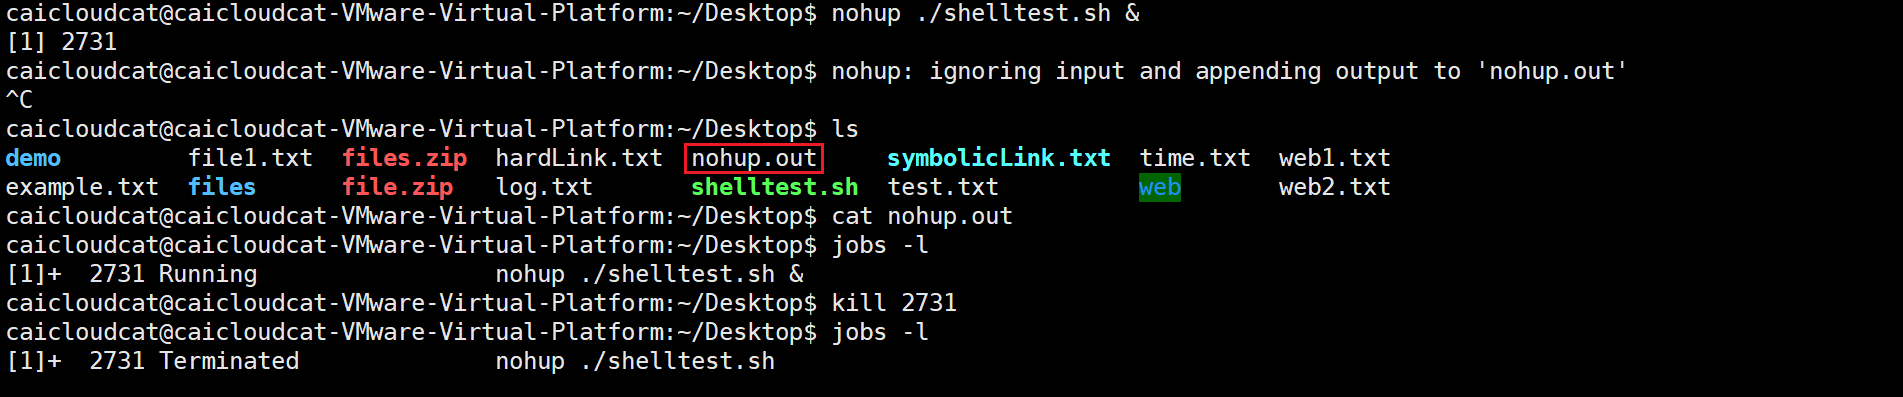 caicloudcat@caicloudcat-VMware-Virtual-Platform:~/Desktop$ nohup ./shelltest.sh &
[1] 2731
caicloudcat@caicloudcat-VMware-Virtual-Platform:~/Desktop$ nohup: ignoring input and appending output to 'nohup.out'
^C
caicloudcat@caicloudcat-VMware-Virtual-Platform:~/Desktop$ ls
demo         file1.txt  files.zip  hardLink.txt  nohup.out     symbolicLink.txt  time.txt  web1.txt
example.txt  files      file.zip   log.txt       shelltest.sh  test.txt          web       web2.txt
caicloudcat@caicloudcat-VMware-Virtual-Platform:~/Desktop$ cat nohup.out
caicloudcat@caicloudcat-VMware-Virtual-Platform:~/Desktop$ jobs -l
[1]+  2731 Running                 nohup ./shelltest.sh &
caicloudcat@caicloudcat-VMware-Virtual-Platform:~/Desktop$ kill 2731
caicloudcat@caicloudcat-VMware-Virtual-Platform:~/Desktop$ jobs -l
[1]+  2731 Terminated              nohup ./shelltest.sh